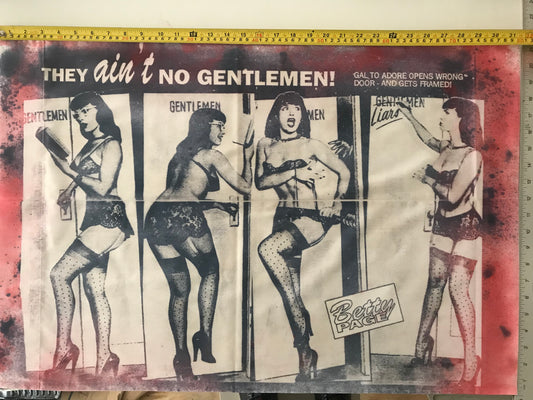 THEY ain't NO GENTLEMEN!
GAL TO ADORE OPENS WRONG
DOOR - AND GETS FRAMED!
GENTLEMEN
GENTLEMEN
GENTLEMEN
Liars
Betty
PAGE